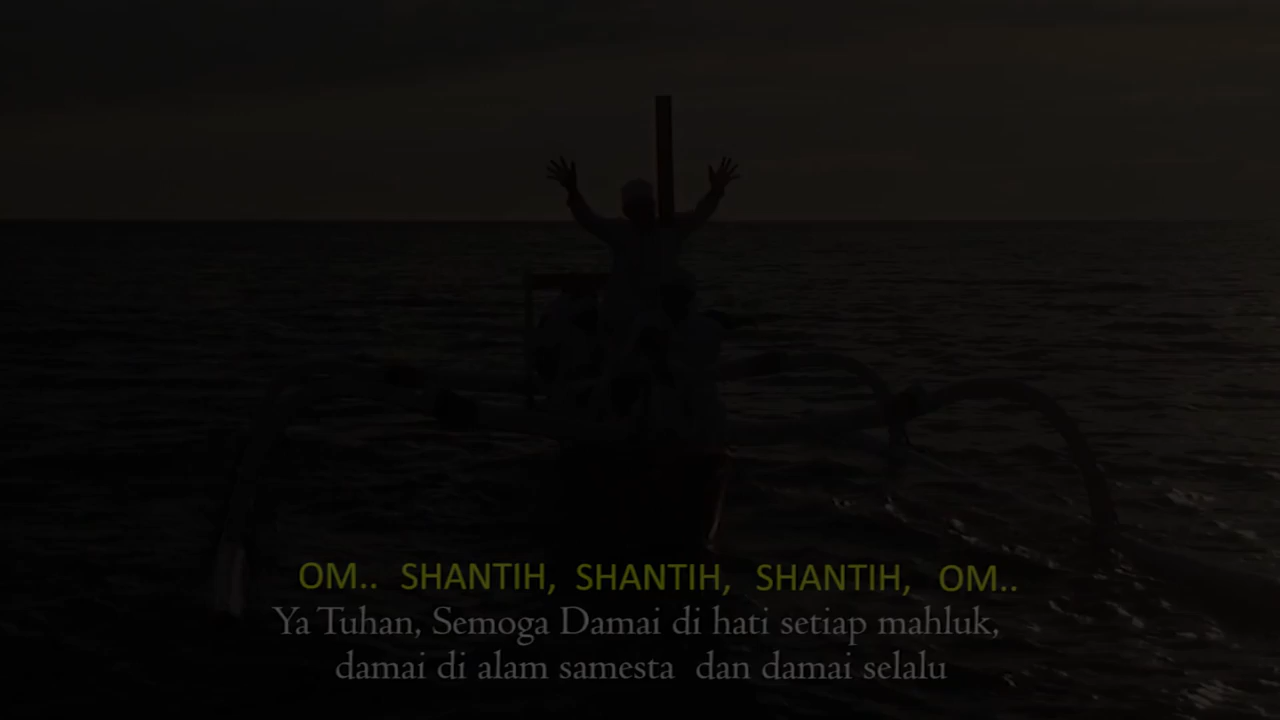 OM.. SHANTIH, SHANTIH, SHANTIH, OM..
Ya Tuhan, Semoga Damai di hati setiap mahluk,
damai di alam samesta dan damai selalu